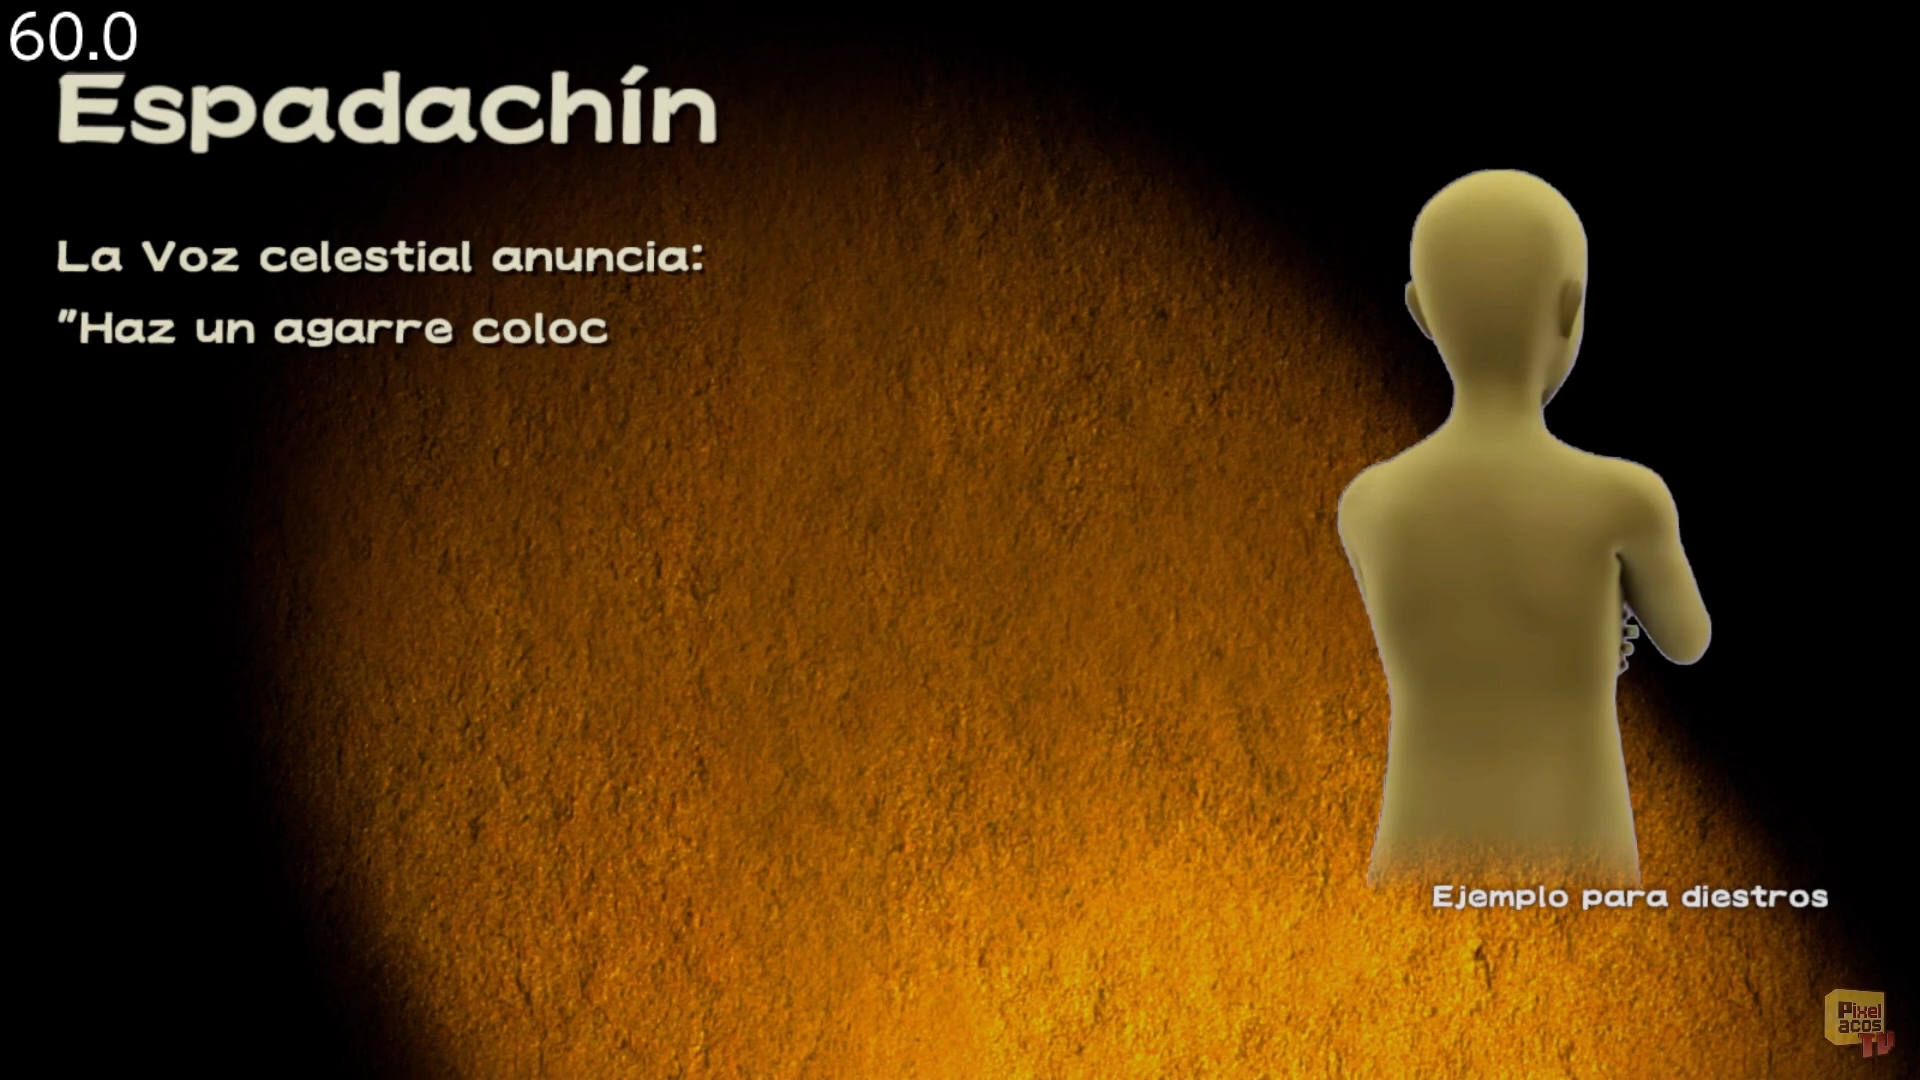 60.0
Espadachín
La Voz celestial anuncia:
"Haz un agarre coloc
Ejemplo para diestros
Pixel
acos
TV